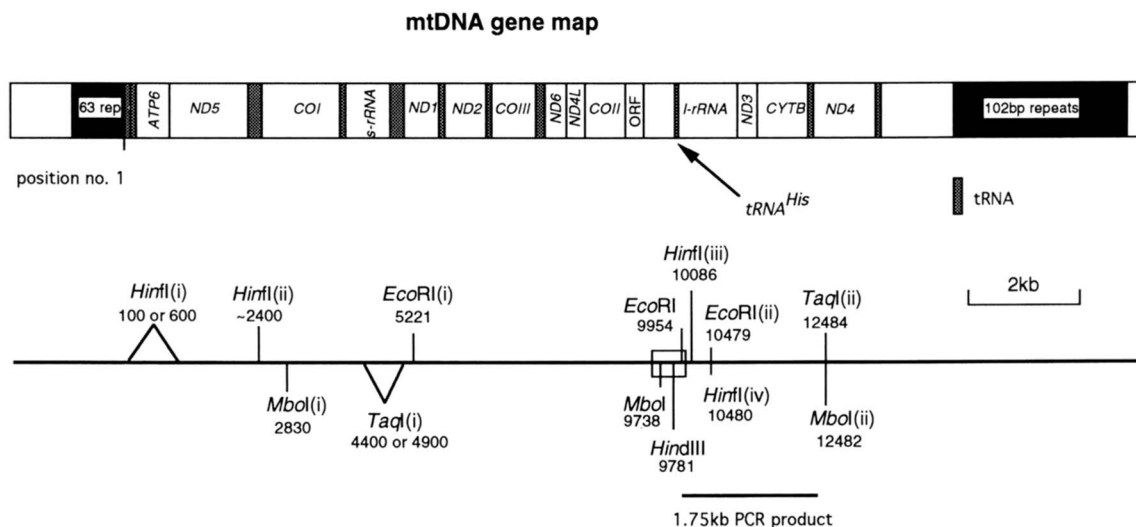 mtDNA gene map
63 rep
ATP6
ND5
COI
s-rRNA
ND1
ND2
COIII
ND6
ND4L
COII
ORF
l-rRNA
ND3
CYTB
ND4
102bp repeats
position no. 1
tRNAHis
tRNA
2kb
HinfI(i)
100 or 600
HinfI(ii)
~2400
EcoRI(i)
5221
EcoRI
9954
HinfI(iii)
10086
EcoRI(ii)
10479
TaqI(ii)
12484
MboI(i)
2830
TaqI(i)
4400 or 4900
MboI
9738
HindIII
9781
HinfI(iv)
10480
MboI(ii)
12482
1.75kb PCR product